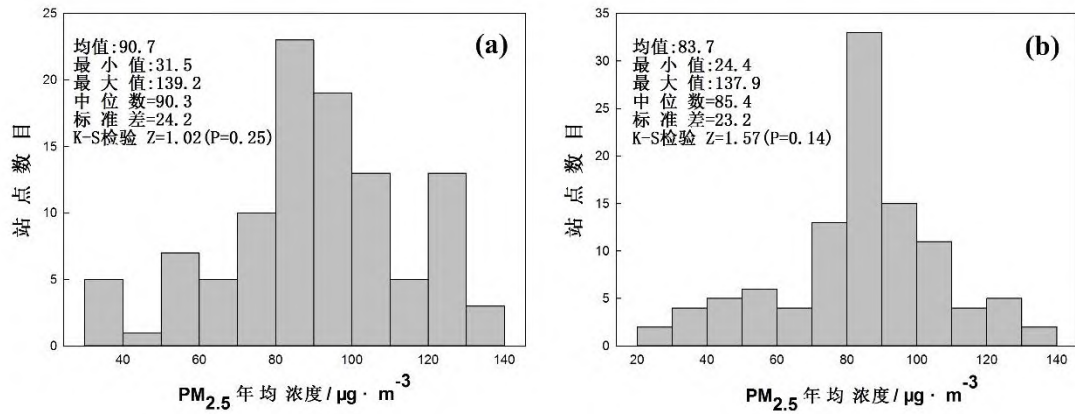 (a)
均值:90.7
最小值:31.5
最大值:139.2
中位数=90.3
标准差=24.2
K-S检验 Z=1.02(P=0.25)
站点数目
25
20
15
10
5
0
40
60
80
100
120
140
PM2.5年均浓度/μg·m-3
(b)
均值:83.7
最小值:24.4
最大值:137.9
中位数=85.4
标准差=23.2
K-S检验 Z=1.57(P=0.14)
站点数目
35
30
25
20
15
10
5
0
20
40
60
80
100
120
140
PM2.5年均浓度/μg·m-3